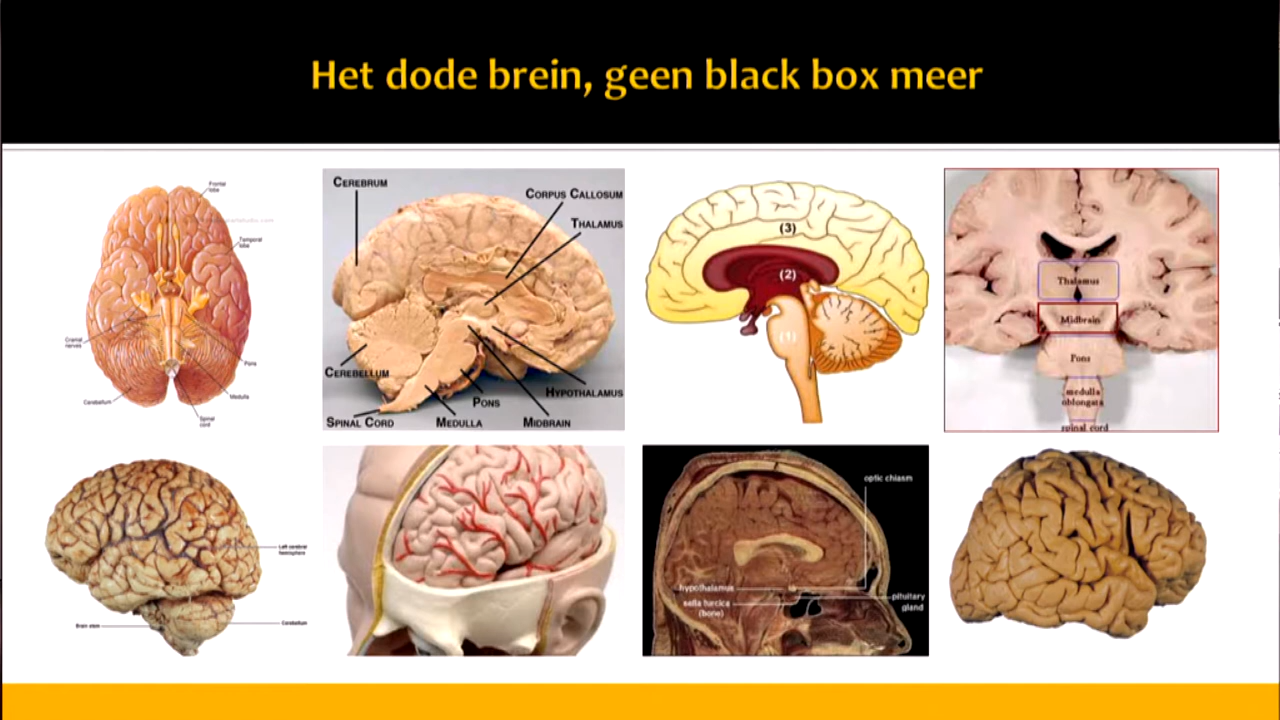 Het dode brein, geen black box meer
Frontal
lobe
Temporal
lobe
Cranial
nerves
Pons
Medulla
Cerebellum
Spinal
cord
CEREBRUM
CORPUS CALLOSUM
THALAMUS
CEREBELLUM
HYPOTHALAMUS
PONS
SPINAL CORD
MEDULLA
MIDBRAIN
(3)
(2)
(1)
Thalamus
Midbrain
Pons
medulla
oblongata
spinal cord
Left cerebral
hemisphere
Brain stem
Cerebellum
optic chiasm
hypothalamus
sella turcica
(bone)
pituitary
gland